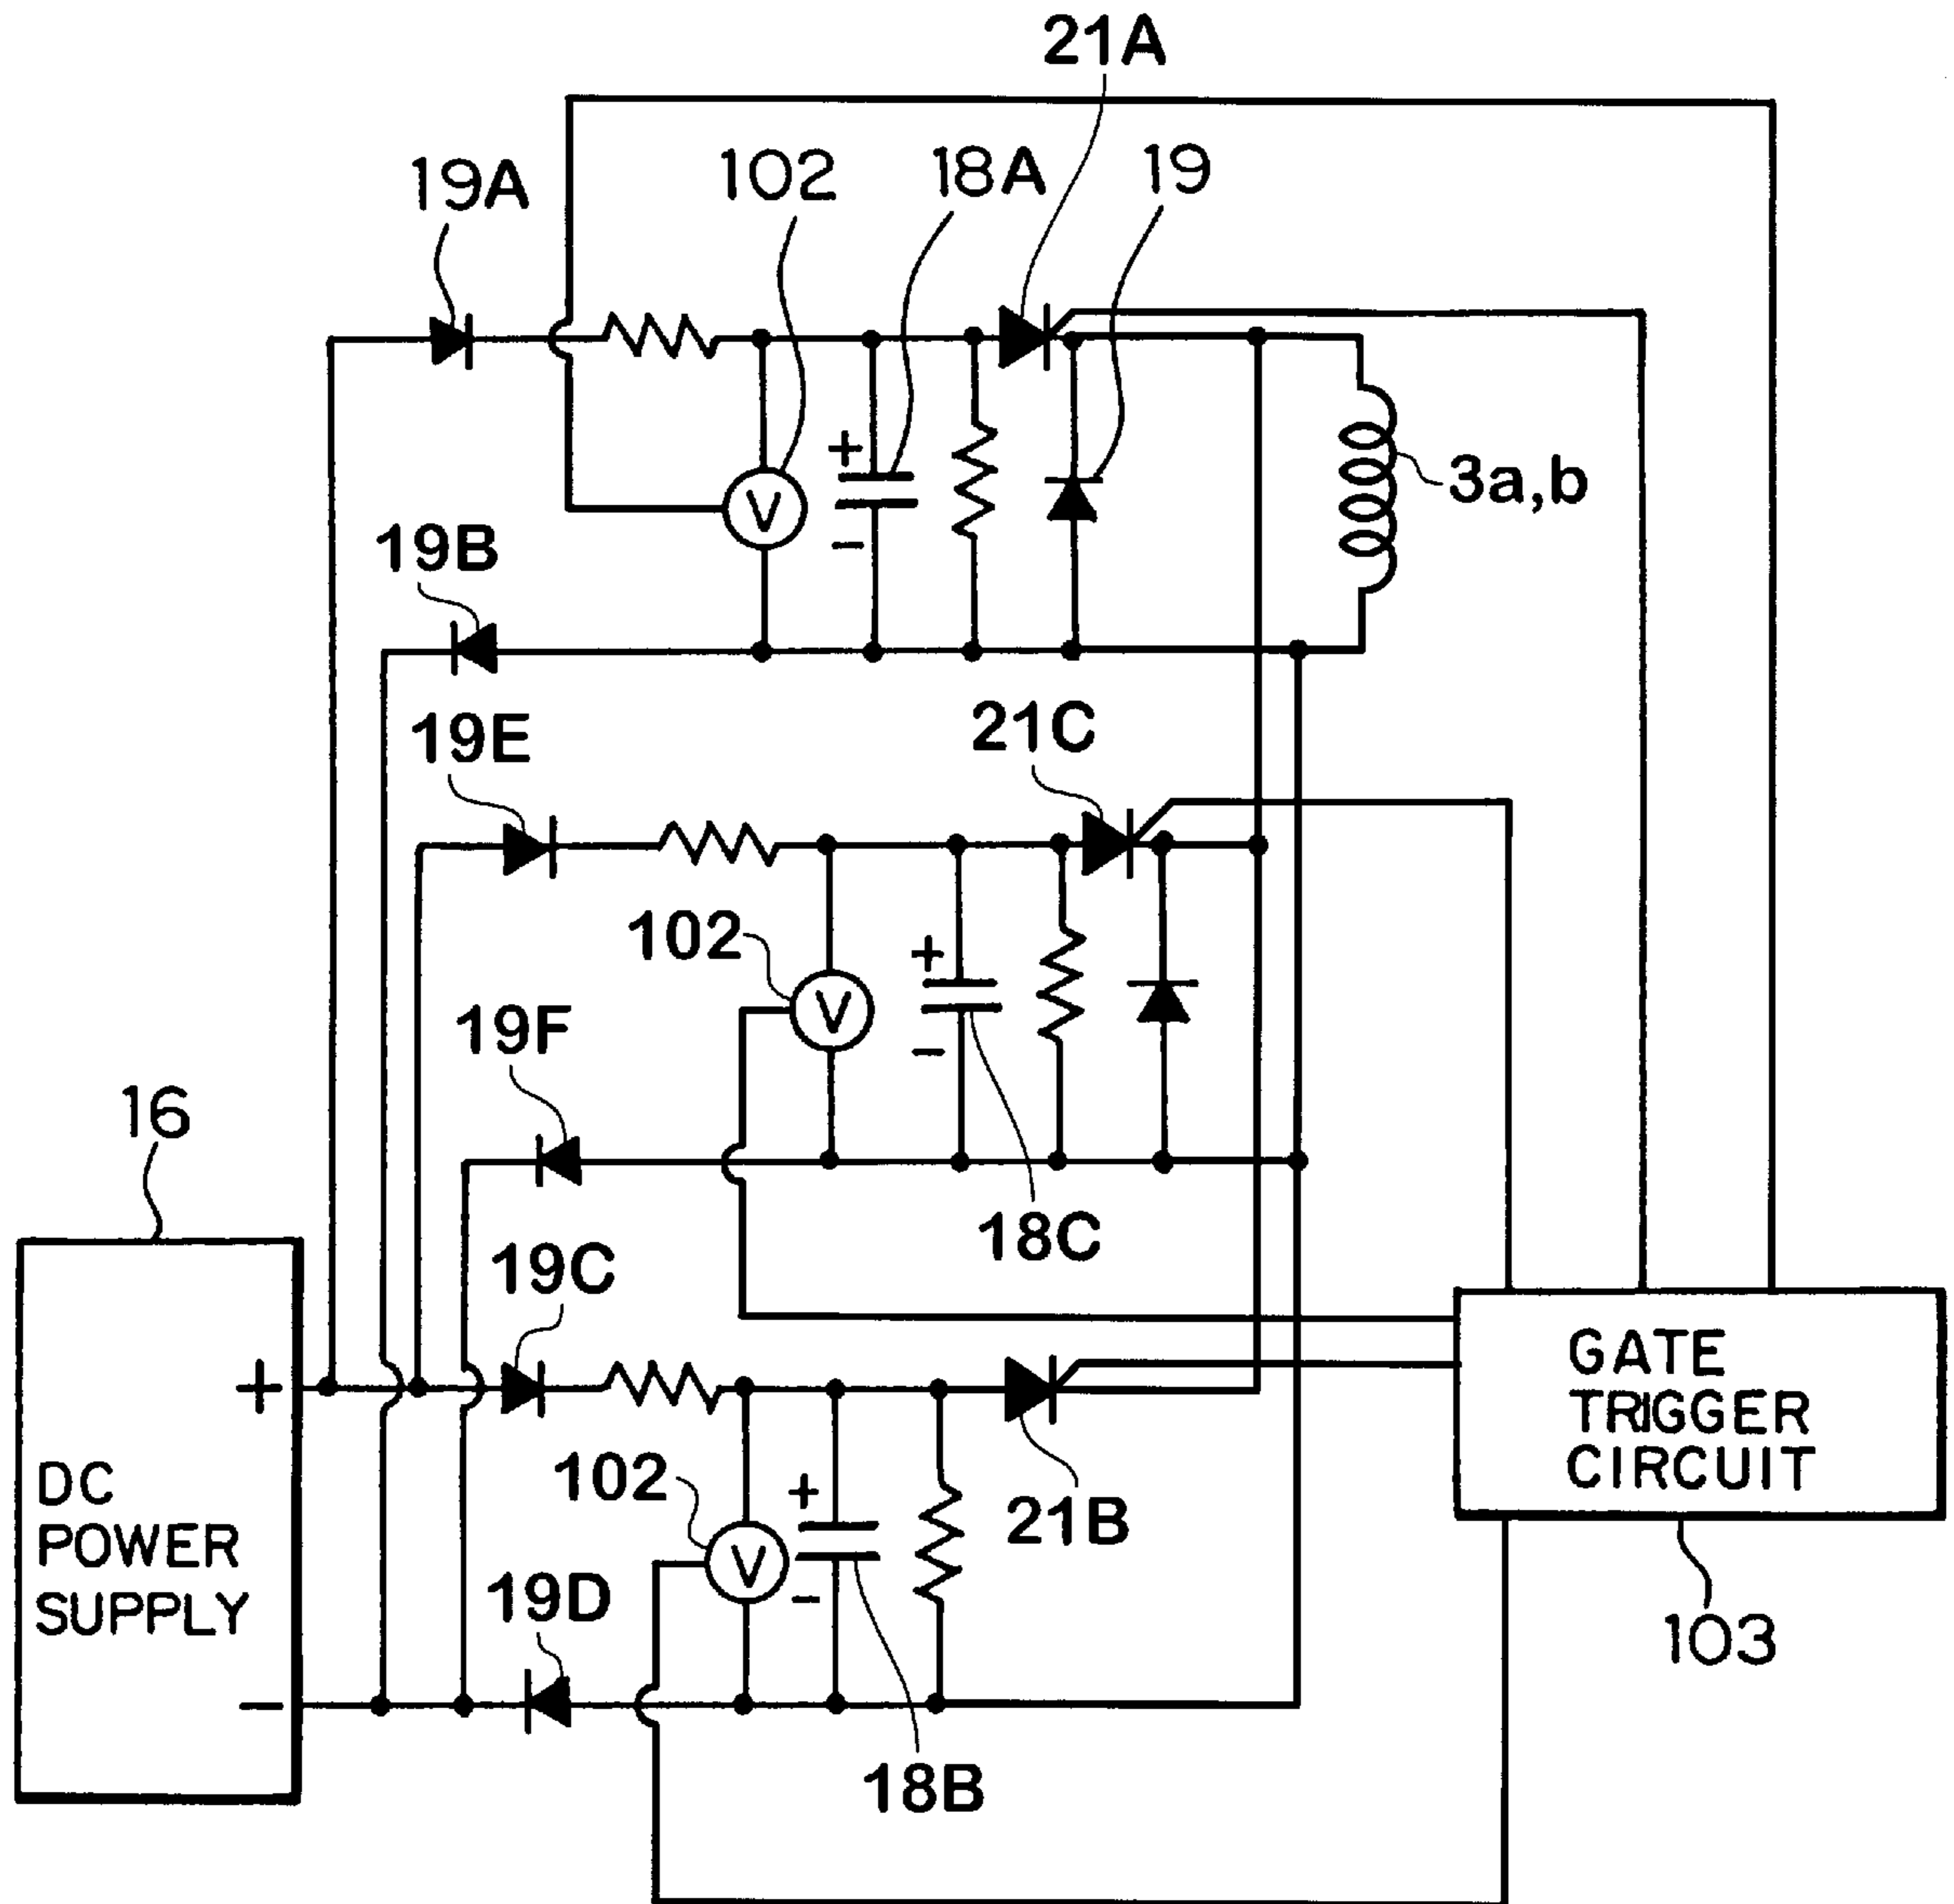 21A
19A
102
18A
19
+
V
-
3a,b
19B
19E
21C
102
+
V
-
19F
16
18C
19C
+
GATE
TRIGGER
CIRCUIT
DC
POWER
SUPPLY
102
+
V
-
21B
19D
-
103
18B